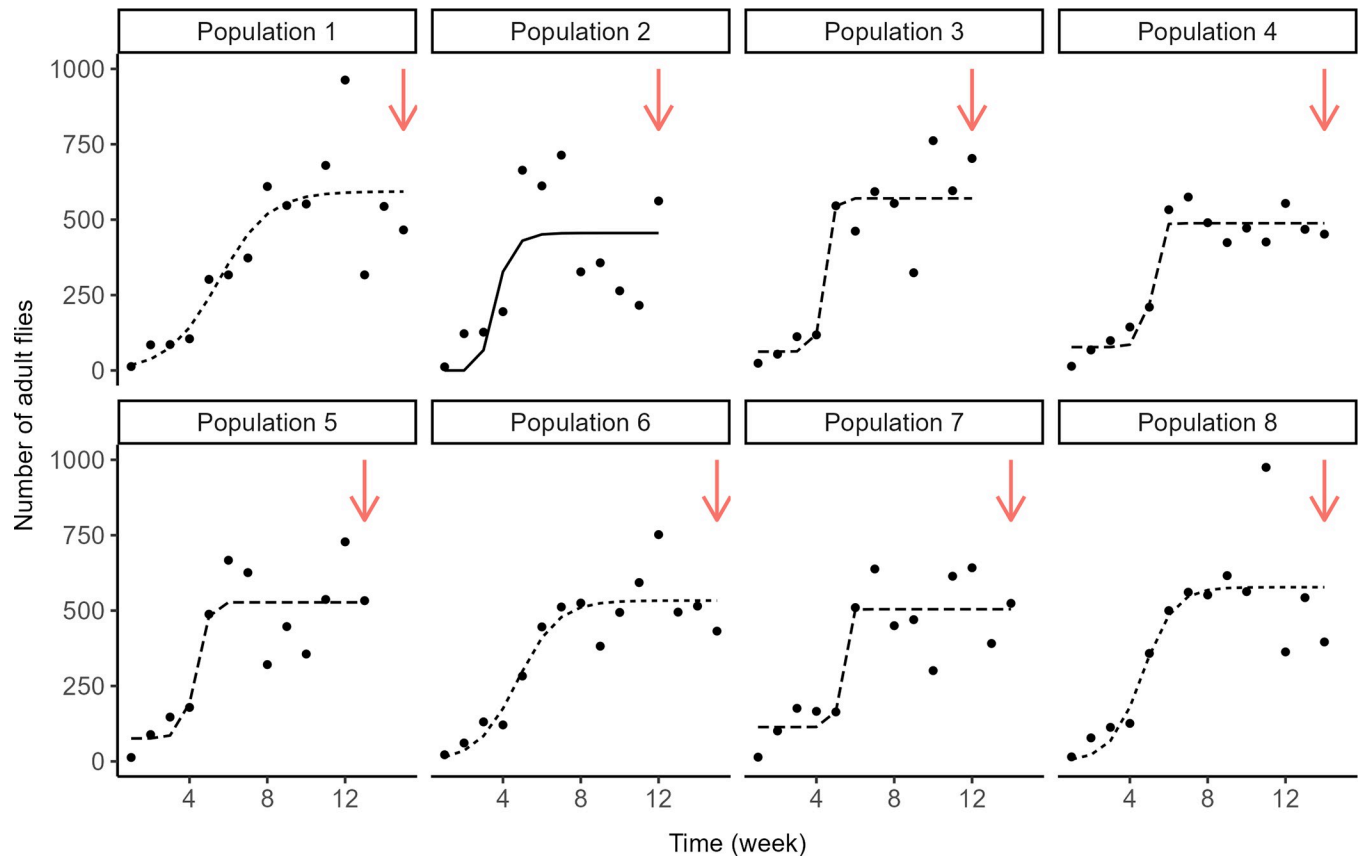 Population 1 Population 2 Population 3 Population 4
1000
750
500
250
0
Number of adult flies
Population 5 Population 6 Population 7 Population 8
1000
750
500
250
0
4 8 12 4 8 12 4 8 12 4 8 12
Time (week)